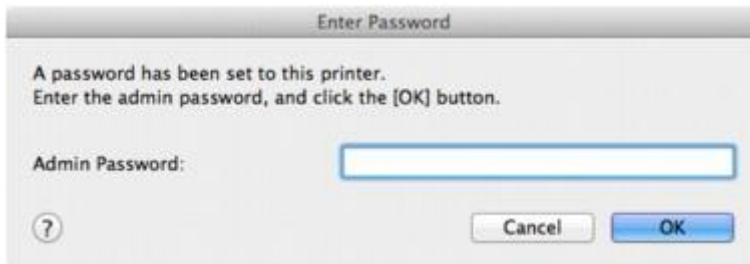 Enter Password
A password has been set to this printer.
Enter the admin password, and click the [OK] button.
Admin Password:
?
Cancel
OK